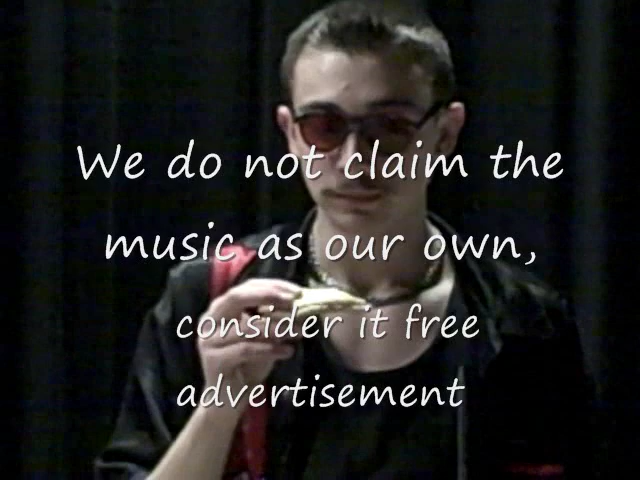 We do not claim the
music as our own,
consider it free
advertisement